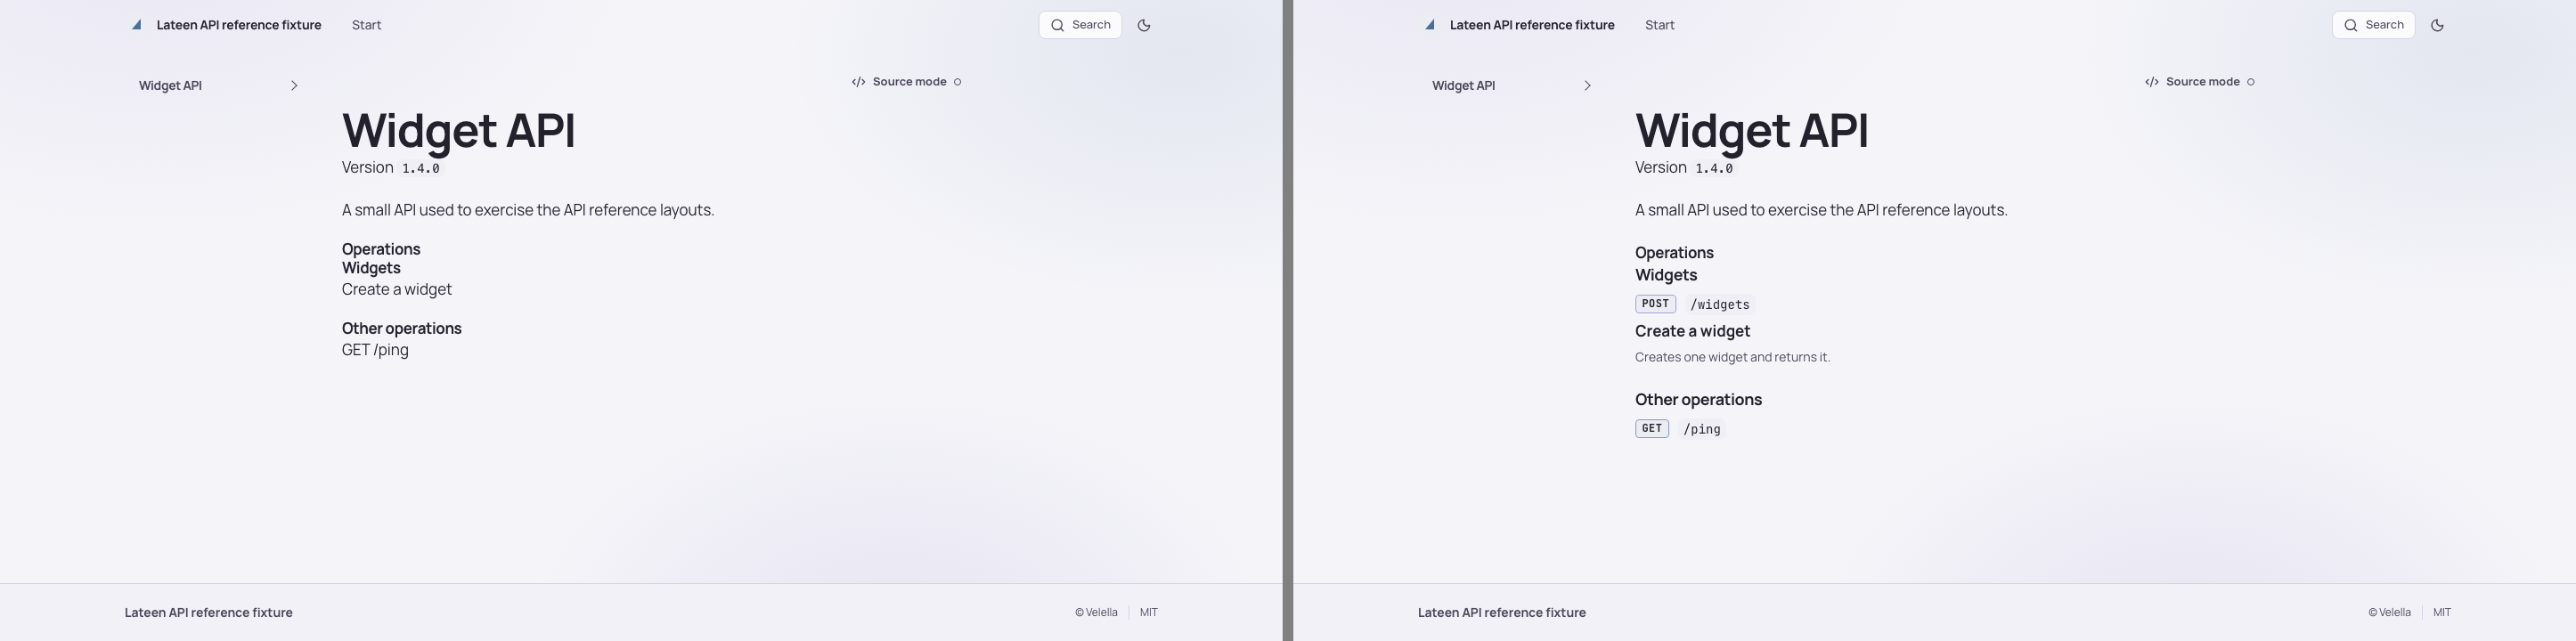 Lateen API reference fixture Start Search
Widget API
Source mode
Widget API
Version 1.4.0
A small API used to exercise the API reference layouts.
Operations
Widgets
Create a widget
Other operations
GET /ping
Lateen API reference fixture © Velella MIT
Lateen API reference fixture Start Search
Widget API
Source mode
Widget API
Version 1.4.0
A small API used to exercise the API reference layouts.
Operations
Widgets
POST /widgets
Create a widget
Creates one widget and returns it.
Other operations
GET /ping
Lateen API reference fixture © Velella MIT